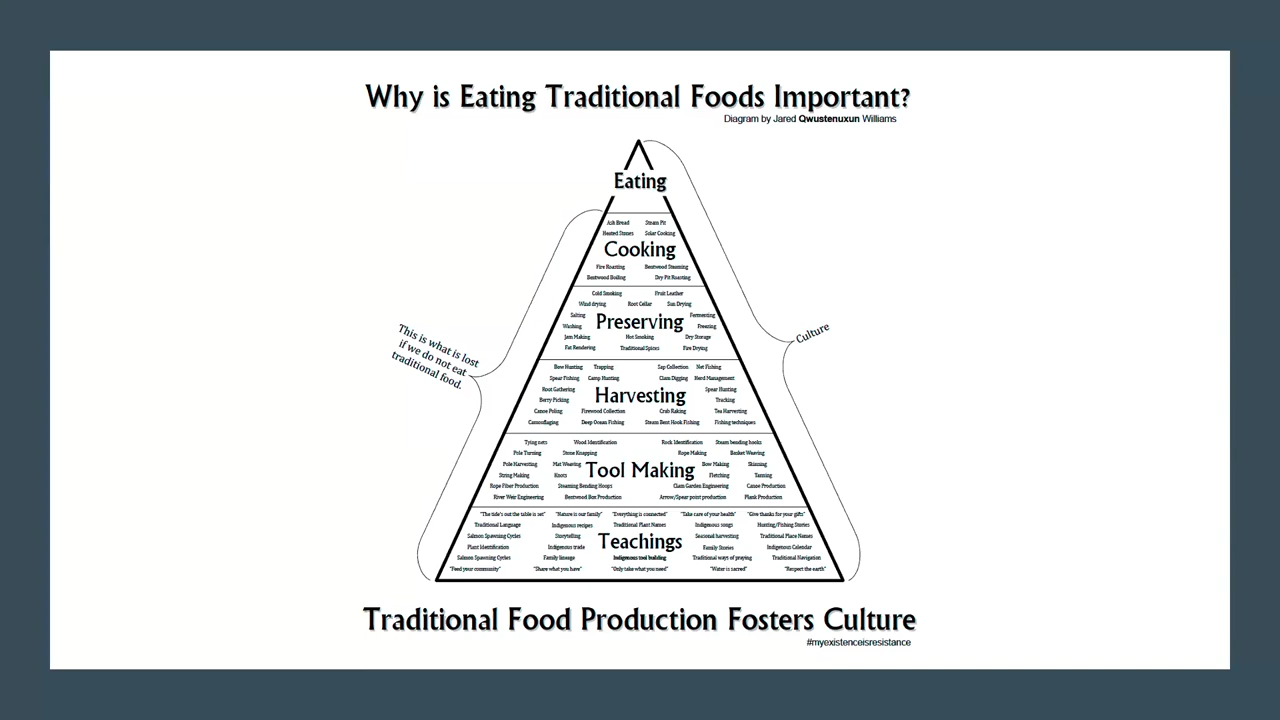 Why is Eating Traditional Foods Important?
Diagram by Jared Qwustenuxun Williams
Eating
Ash Bread Steam Pit
Heated Stones Solar Cooking
Cooking
Fire Roasting Bentwood Steaming
Bentwood Boiling Dry Pit Roasting
Cold Smoking Fruit Leather
Wind drying Root Cellar Sun Drying
Salting Fermenting
Preserving
Washing Freezing
Jam Making Hot Smoking Dry Storage
Fat Rendering Traditional Spices Fire Drying
This is what is lost
if we do not eat
traditional food.
Culture
Bow Hunting Trapping Sap Collection Net Fishing
Spear Fishing Camp Hunting Clam Digging Herd Management
Root Gathering Spear Hunting
Harvesting
Berry Picking Tracking
Canoe Poling Firewood Collection Crab Raking Tea Harvesting
Camouflaging Deep Ocean Fishing Steam Bent Hook Fishing Fishing techniques
Tying nets Wood Identification Rock Identification Steam bending hooks
Pole Turning Stone Knapping Rope Making Basket Weaving
Pole Harvesting Mat Weaving Bow Making Skinning
Tool Making
String Making Knots Fletching Tanning
Rope Fiber Production Steaming Bending Hoops Clam Garden Engineering Canoe Production
River Weir Engineering Bentwood Box Production Arrow/Spear point production Plank Production
"The tide's out the table is set" "Nature is our family" "Everything is connected" "Take care of your health" "Give thanks for your gifts"
Traditional Language Indigenous recipes Traditional Plant Names Indigenous songs Hunting/Fishing Stories
Salmon Spawning Cycles Storytelling Seasonal harvesting Traditional Place Names
Teachings
Plant Identification Indigenous trade Family Stories Indigenous Calendar
Salmon Spawning Cycles Family lineage Indigenous tool building Traditional ways of praying Traditional Navigation
"Feed your community" "Share what you have" "Only take what you need" "Water is sacred" "Respect the earth"
Traditional Food Production Fosters Culture
#myexistenceisresistance